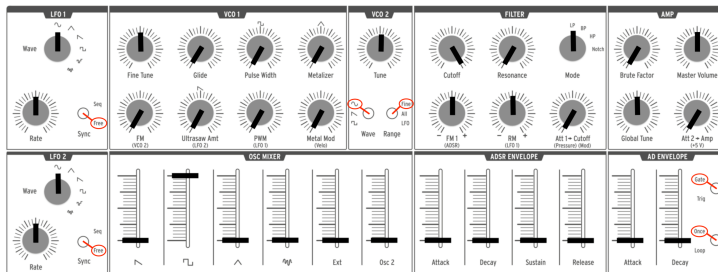 LFO 1
VCO 1
VCO 2
FILTER
AMP
Wave
Fine Tune
Glide
Pulse Width
Metalizer
Tune
Cutoff
Resonance
LP
BP
HP
Notch
Mode
Brute Factor
Master Volume
Rate
Seq
Free
Sync
FM
(VCO 2)
Ultrasaw Amt
(LFO 2)
PWM
(LFO 1)
Metal Mod
(Velo)
Wave
Fine
All
LFO
Range
− +
FM 1
(ADSR)
− +
RM
(LFO 1)
Att 1 → Cutoff
(Pressure) (Mod)
Global Tune
Att 2 → Amp
(+5 V)
LFO 2
OSC MIXER
ADSR ENVELOPE
AD ENVELOPE
Wave
Rate
Seq
Free
Sync
Ext
Osc 2
Attack
Decay
Sustain
Release
Attack
Decay
Gate
Trig
Once
Loop